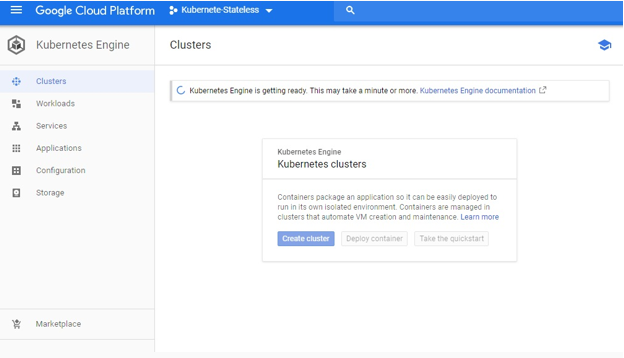 Google Cloud Platform
Kubernete-Stateless
Kubernetes Engine
Clusters
Clusters
Workloads
Services
Applications
Configuration
Storage
Marketplace
Kubernetes Engine is getting ready. This may take a minute or more. Kubernetes Engine documentation
Kubernetes Engine
Kubernetes clusters
Containers package an application so it can be easily deployed to
run in its own isolated environment. Containers are managed in
clusters that automate VM creation and maintenance. Learn more
Create cluster
Deploy container
Take the quickstart